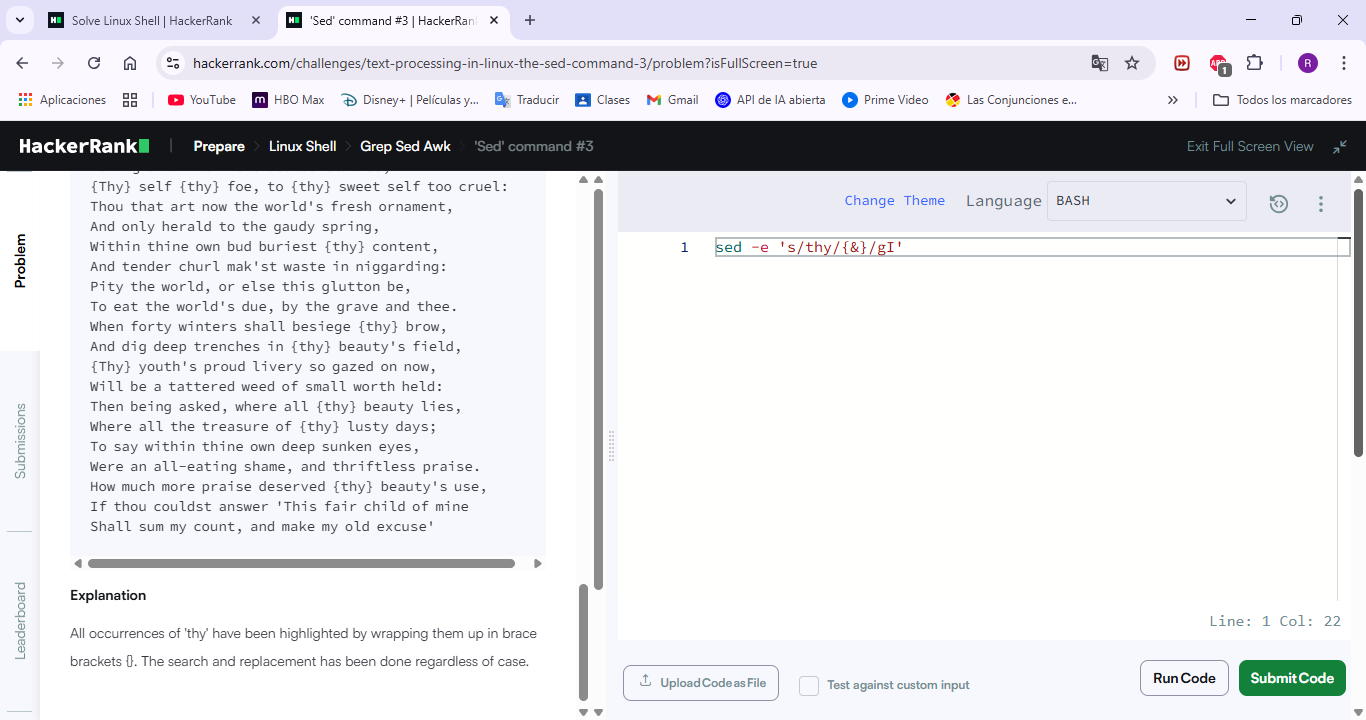 Solve Linux Shell | HackerRank
'Sed' command #3 | HackerRan
hackerrank.com/challenges/text-processing-in-linux-the-sed-command-3/problem?isFullScreen=true
1
R
Aplicaciones
YouTube
HBO Max
Disney+ | Películas y...
Traducir
Clases
Gmail
API de IA abierta
Prime Video
Las Conjunciones e...
Todos los marcadores
HackerRank
Prepare
Linux Shell
Grep Sed Awk
'Sed' command #3
Exit Full Screen View
Problem
Submissions
Leaderboard
{Thy} self {thy} foe, to {thy} sweet self too cruel:
Thou that art now the world's fresh ornament,
And only herald to the gaudy spring,
Within thine own bud buriest {thy} content,
And tender churl mak'st waste in niggarding:
Pity the world, or else this glutton be,
To eat the world's due, by the grave and thee.
When forty winters shall besiege {thy} brow,
And dig deep trenches in {thy} beauty's field,
{Thy} youth's proud livery so gazed on now,
Will be a tattered weed of small worth held:
Then being asked, where all {thy} beauty lies,
Where all the treasure of {thy} lusty days;
To say within thine own deep sunken eyes,
Were an all-eating shame, and thriftless praise.
How much more praise deserved {thy} beauty's use,
If thou couldst answer 'This fair child of mine
Shall sum my count, and make my old excuse'
Explanation
All occurrences of 'thy' have been highlighted by wrapping them up in brace
brackets {}. The search and replacement has been done regardless of case.
Change Theme
Language
BASH
1
sed -e 's/thy/{&}/gI'
Line: 1 Col: 22
Upload Code as File
Test against custom input
Run Code
Submit Code